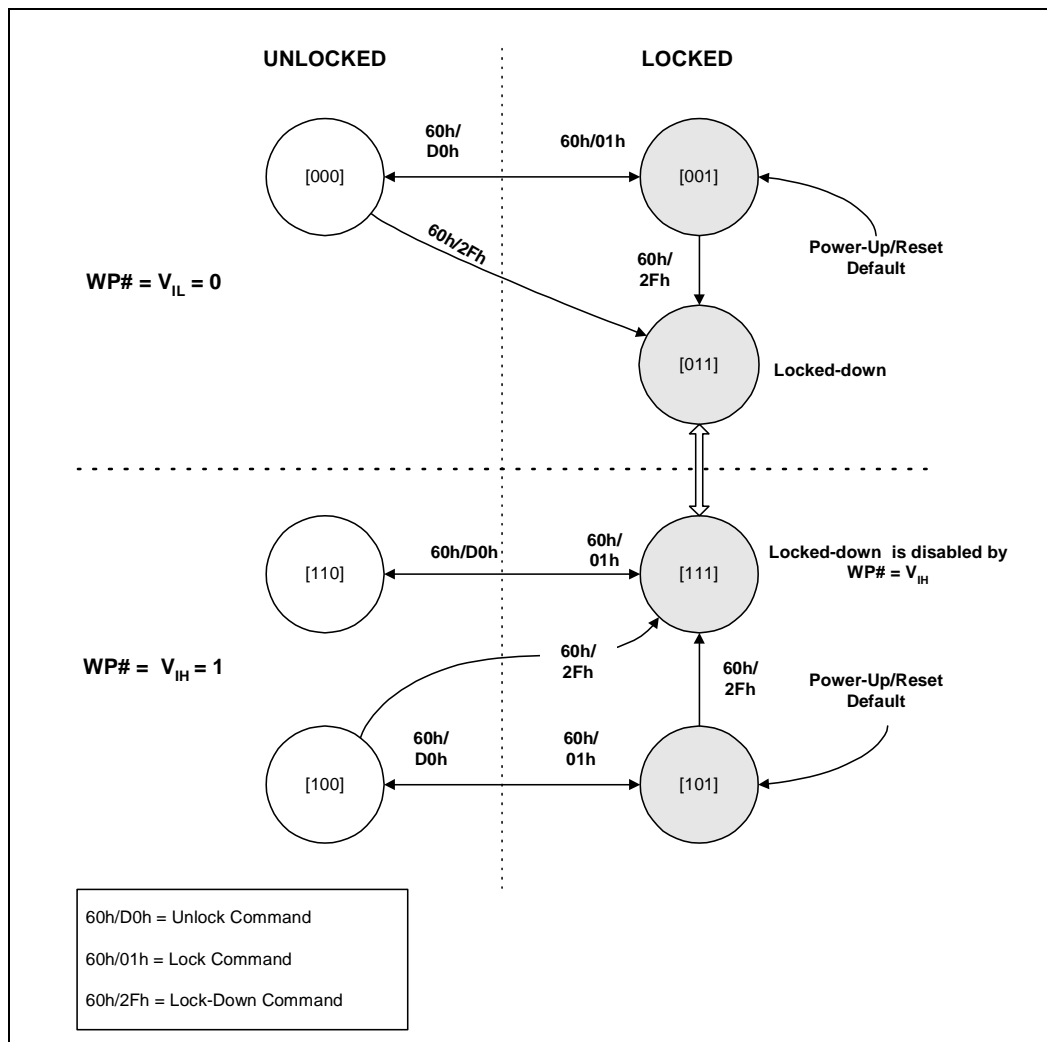 UNLOCKED
LOCKED
60h/
D0h
60h/01h
[000]
[001]
60h/2Fh
60h/
2Fh
Power-Up/Reset
Default
WP# = VIL = 0
[011]
Locked-down
60h/D0h
60h/
01h
[110]
[111]
Locked-down is disabled by
WP# = VIH
60h/
2Fh
WP# = VIH = 1
60h/
2Fh
Power-Up/Reset
Default
60h/
D0h
60h/
01h
[100]
[101]
60h/D0h = Unlock Command
60h/01h = Lock Command
60h/2Fh = Lock-Down Command